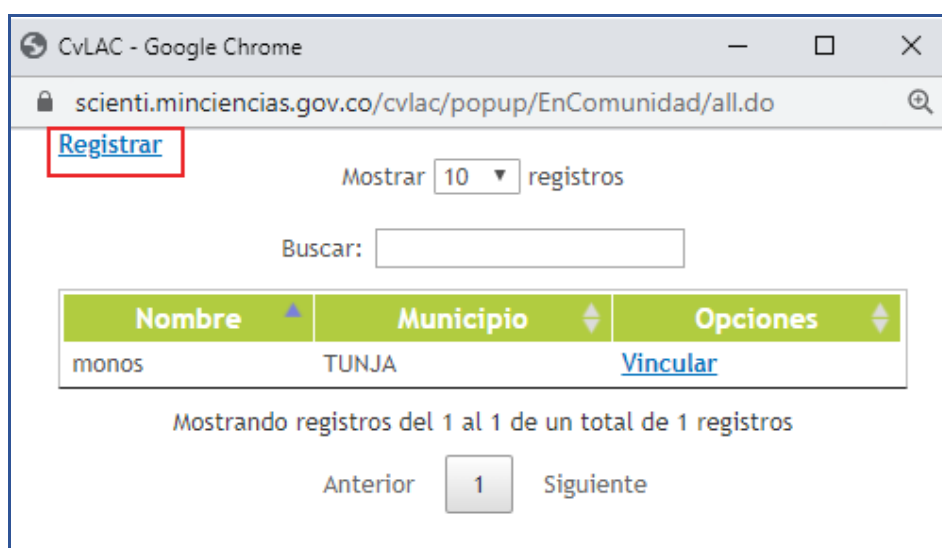 CvLAC - Google Chrome
scienti.minciencias.gov.co/cvlac/popup/EnComunidad/all.do
Registrar
Mostrar 10 registros
Buscar:
Nombre Municipio Opciones
monos TUNJA Vincular
Mostrando registros del 1 al 1 de un total de 1 registros
Anterior 1 Siguiente